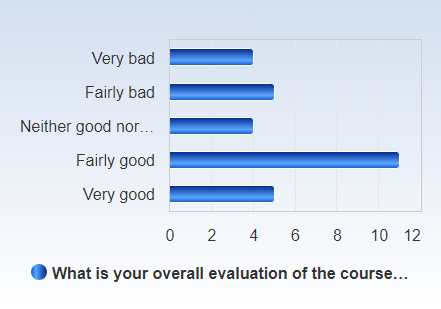 Very bad
Fairly bad
Neither good nor…
Fairly good
Very good
0 2 4 6 8 10 12
What is your overall evaluation of the course…